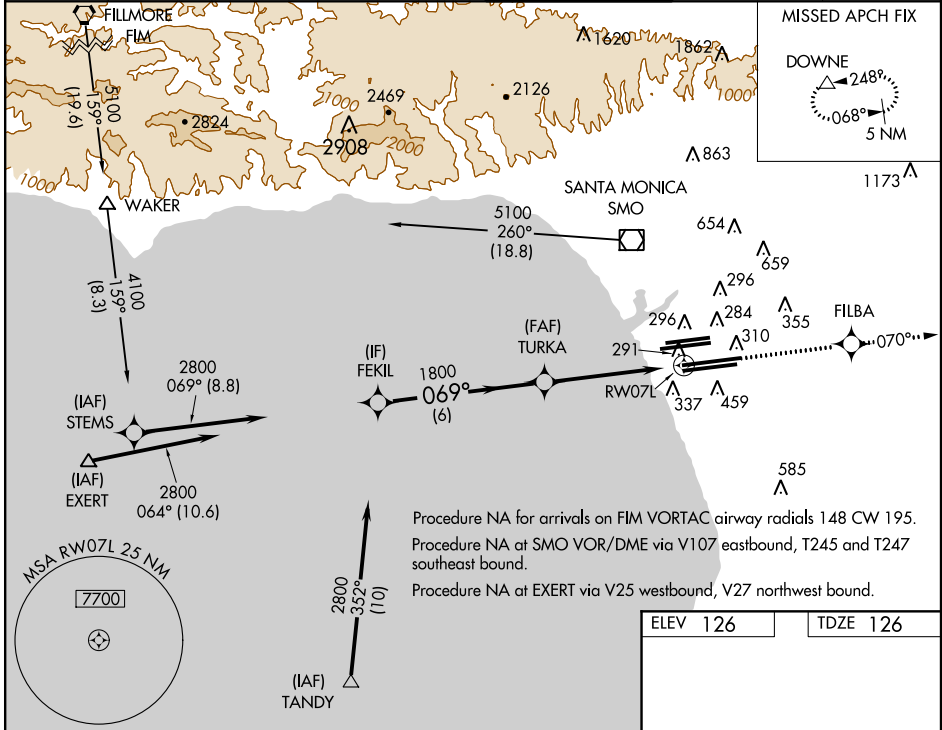 FILLMORE
FIM
5100
159°
(19.6)
1000
2824
2908
2469
2000
2126
1620
1862
1000
1000
MISSED APCH FIX
DOWNE
248°
068°
5 NM
863
1173
WAKER
SANTA MONICA
SMO
5100
260°
(18.8)
654
659
4100
159°
(8.3)
296
284
296
355
310
291
FILBA
070°
(FAF)
TURKA
(IF)
FEKIL
1800
069°
(6)
RW07L
337
459
2800
069° (8.8)
(IAF)
STEMS
(IAF)
EXERT
2800
064° (10.6)
585
Procedure NA for arrivals on FIM VORTAC airway radials 148 CW 195.
Procedure NA at SMO VOR/DME via V107 eastbound, T245 and T247
southeast bound.
Procedure NA at EXERT via V25 westbound, V27 northwest bound.
MSA RW07L 25 NM
7700
2800
352°
(10)
(IAF)
TANDY
ELEV 126
TDZE 126